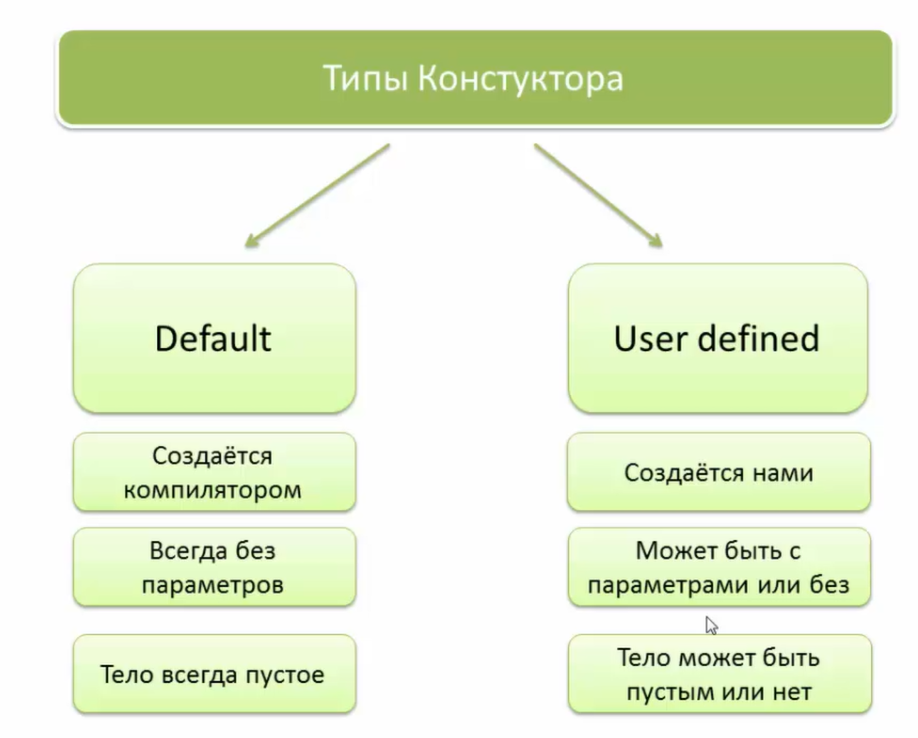 Типы Констуктора
Default
User defined
Создаётся
компилятором
Создаётся нами
Всегда без
параметров
Может быть с
параметрами или без
Тело всегда пустое
Тело может быть
пустым или нет